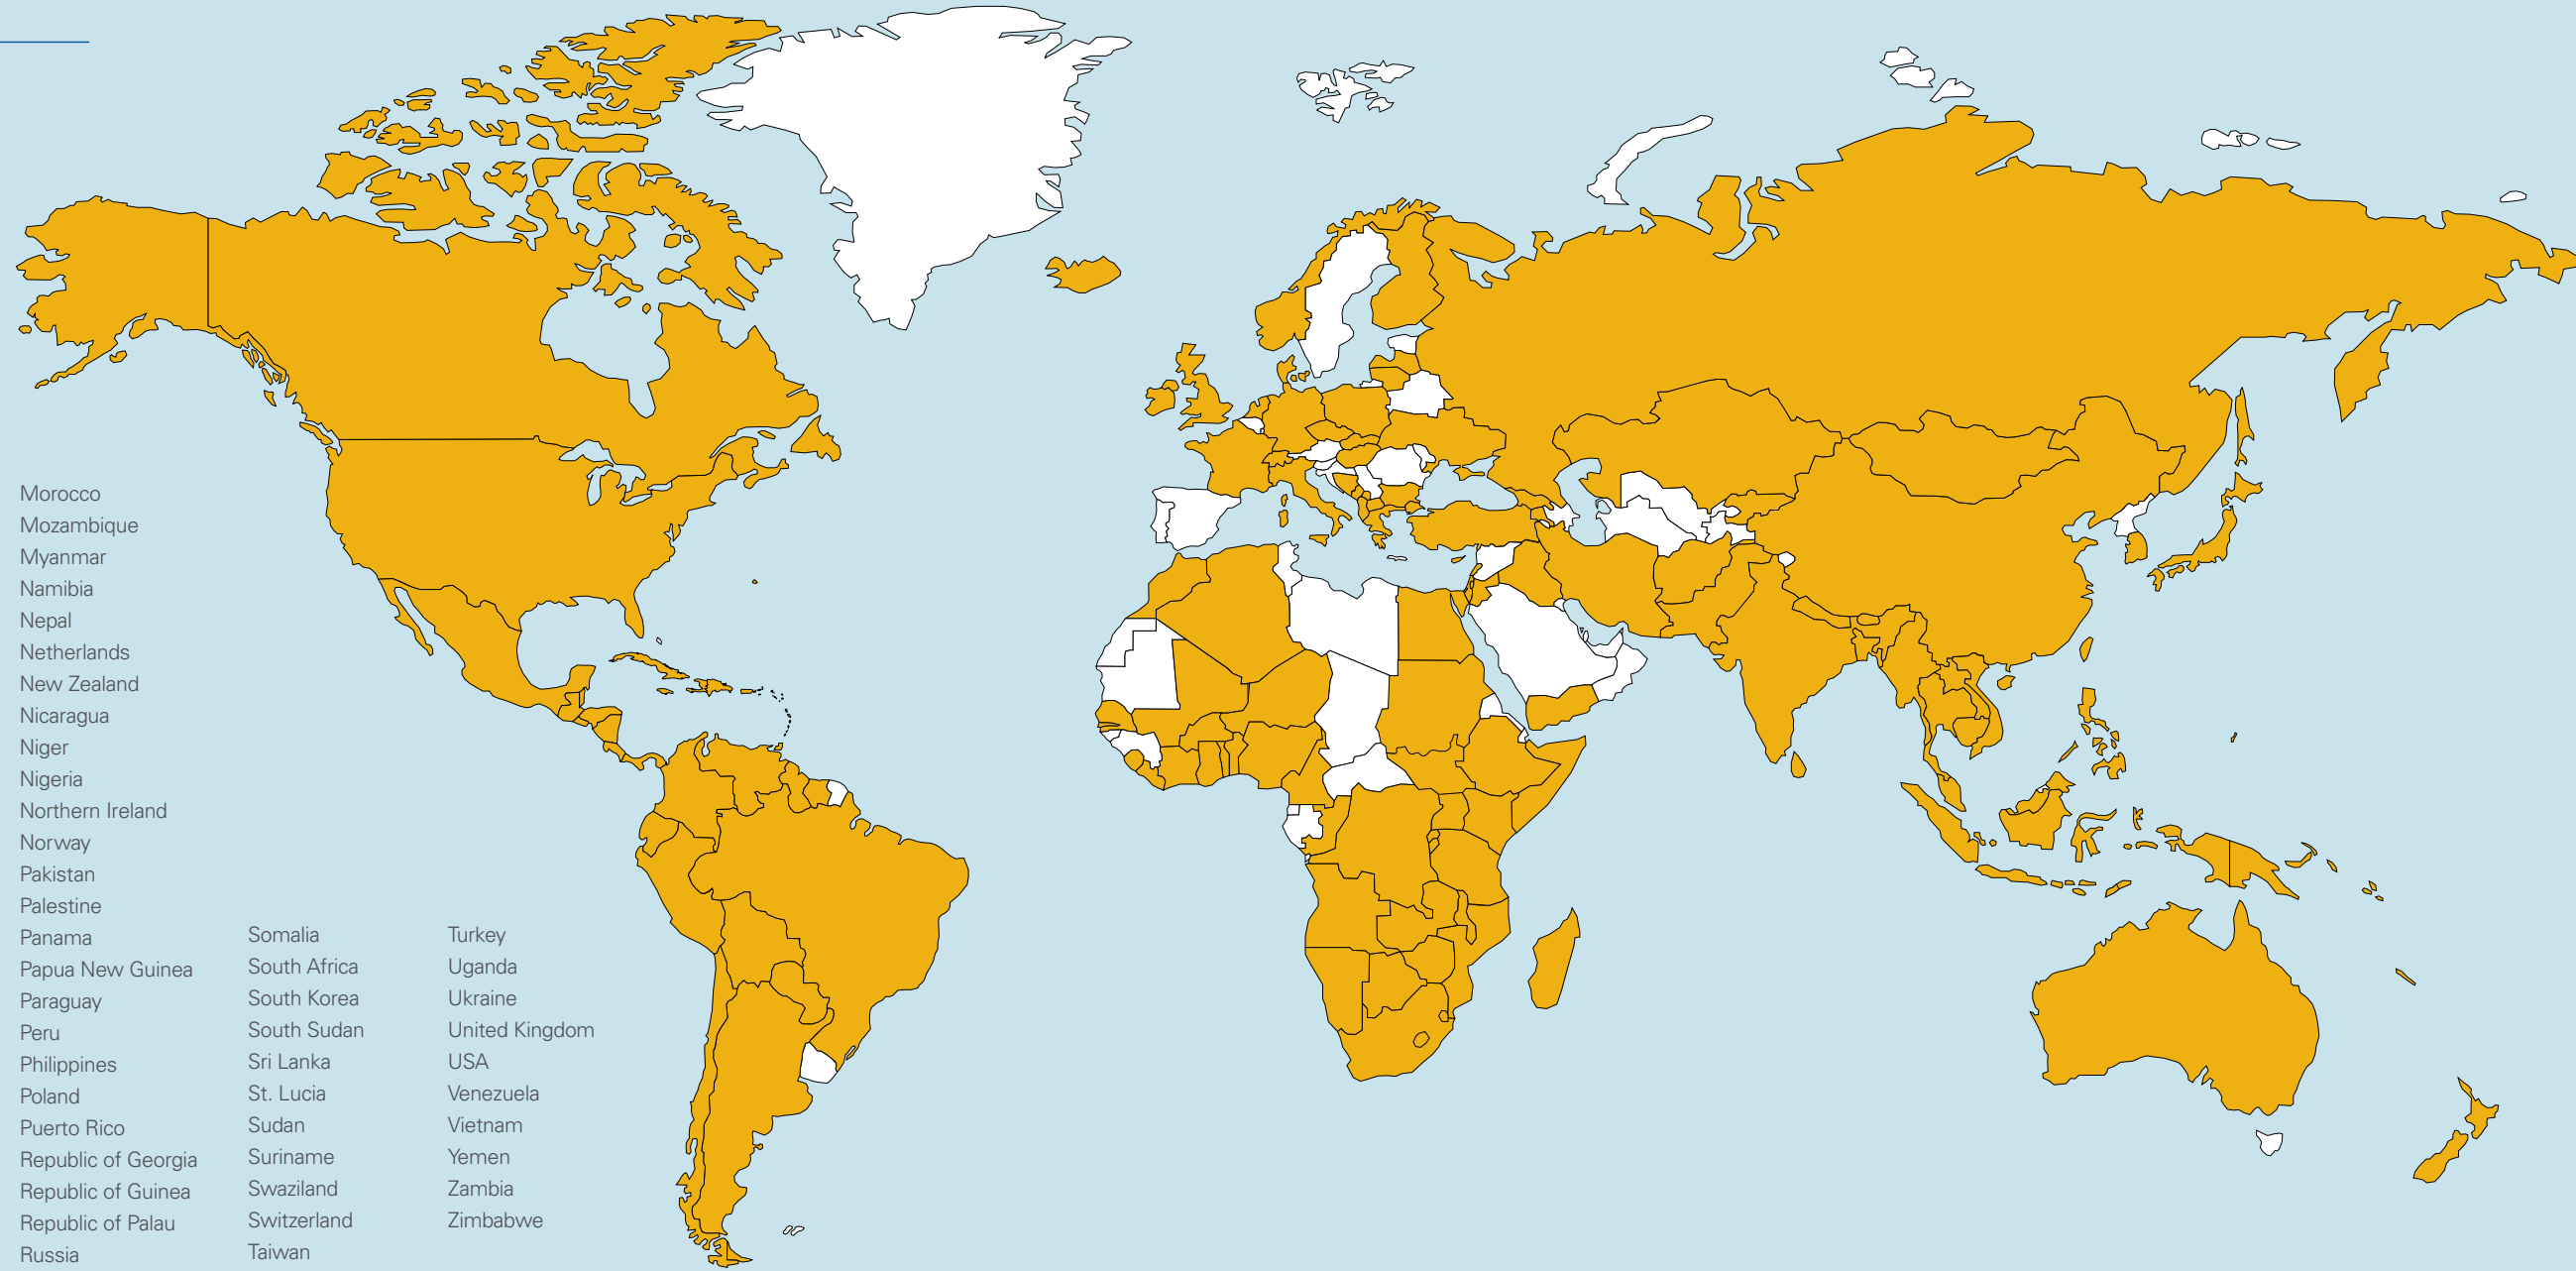 Morocco
Mozambique
Myanmar
Namibia
Nepal
Netherlands
New Zealand
Nicaragua
Niger
Nigeria
Northern Ireland
Norway
Pakistan
Palestine
Panama
Papua New Guinea
Paraguay
Peru
Philippines
Poland
Puerto Rico
Republic of Georgia
Republic of Guinea
Republic of Palau
Russia
Somalia
South Africa
South Korea
South Sudan
Sri Lanka
St. Lucia
Sudan
Suriname
Swaziland
Switzerland
Taiwan
Turkey
Uganda
Ukraine
United Kingdom
USA
Venezuela
Vietnam
Yemen
Zambia
Zimbabwe